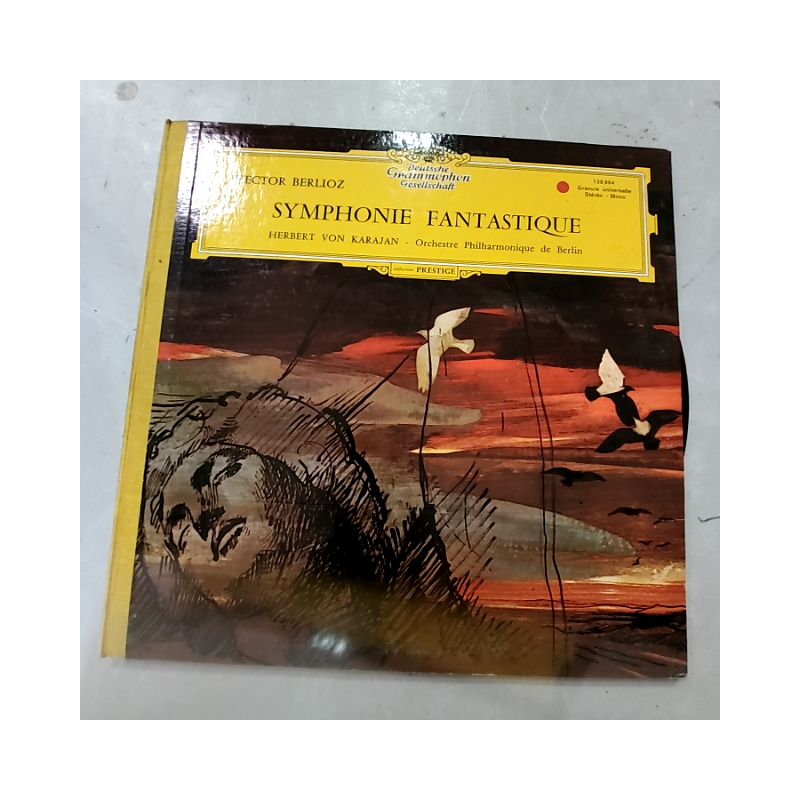 Deutsche
Grammophon
Gesellschaft
HECTOR BERLIOZ
138 964
Gravure universelle
Stéréo - Mono
SYMPHONIE FANTASTIQUE
HERBERT VON KARAJAN · Orchestre Philharmonique de Berlin
collection PRESTIGE